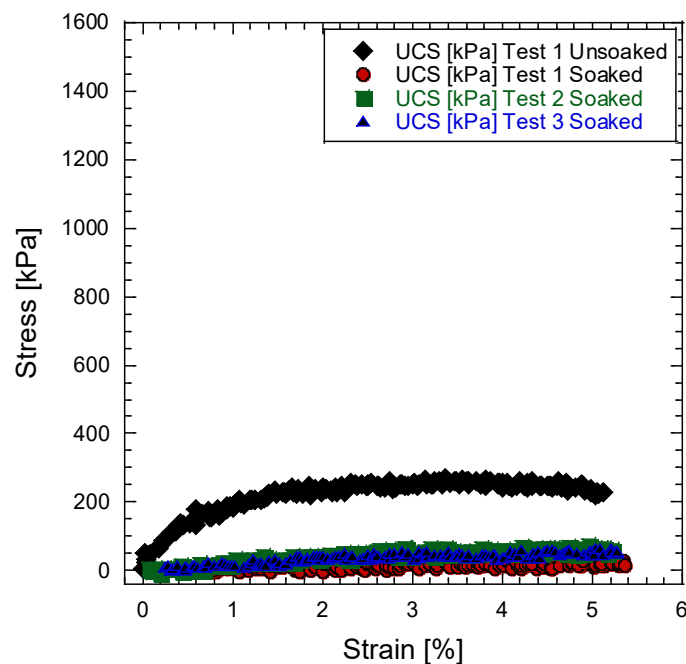 1600
1400
1200
1000
800
600
400
200
0
Stress [kPa]
UCS [kPa] Test 1 Unsoaked
UCS [kPa] Test 1 Soaked
UCS [kPa] Test 2 Soaked
UCS [kPa] Test 3 Soaked
0 1 2 3 4 5 6
Strain [%]